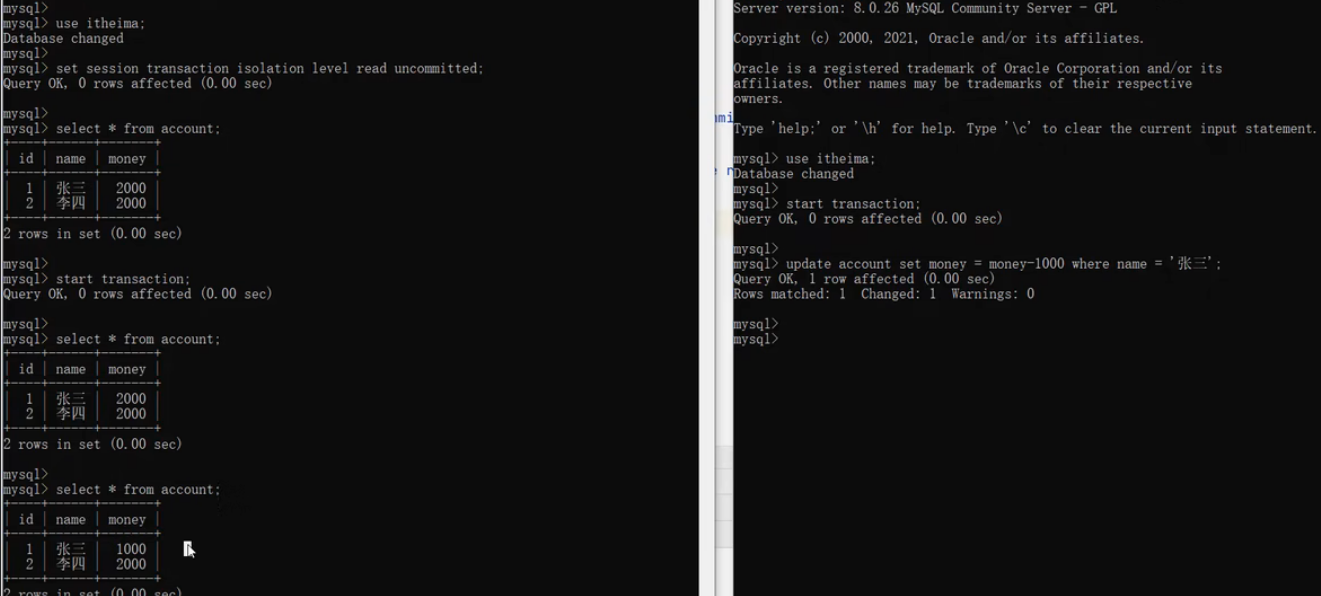 mysql>
mysql> use itheima;
Database changed
mysql>
mysql> set session transaction isolation level read uncommitted;
Query OK, 0 rows affected (0.00 sec)
mysql>
mysql> select * from account;
+----+------+-------+
| id | name | money |
+----+------+-------+
| 1 | 张三 | 2000 |
| 2 | 李四 | 2000 |
+----+------+-------+
2 rows in set (0.00 sec)
mysql>
mysql> start transaction;
Query OK, 0 rows affected (0.00 sec)
mysql>
mysql> select * from account;
+----+------+-------+
| id | name | money |
+----+------+-------+
| 1 | 张三 | 2000 |
| 2 | 李四 | 2000 |
+----+------+-------+
2 rows in set (0.00 sec)
mysql>
mysql> select * from account;
+----+------+-------+
| id | name | money |
+----+------+-------+
| 1 | 张三 | 1000 |
| 2 | 李四 | 2000 |
+----+------+-------+
2 rows in set (0.00 sec)
mmi
e r
Server version: 8.0.26 MySQL Community Server - GPL
Copyright (c) 2000, 2021, Oracle and/or its affiliates.
Oracle is a registered trademark of Oracle Corporation and/or its
affiliates. Other names may be trademarks of their respective
owners.
Type 'help;' or '\h' for help. Type '\c' to clear the current input statement.
mysql> use itheima;
Database changed
mysql>
mysql> start transaction;
Query OK, 0 rows affected (0.00 sec)
mysql>
mysql> update account set money = money-1000 where name = '张三';
Query OK, 1 row affected (0.00 sec)
Rows matched: 1  Changed: 1  Warnings: 0
mysql>
mysql>